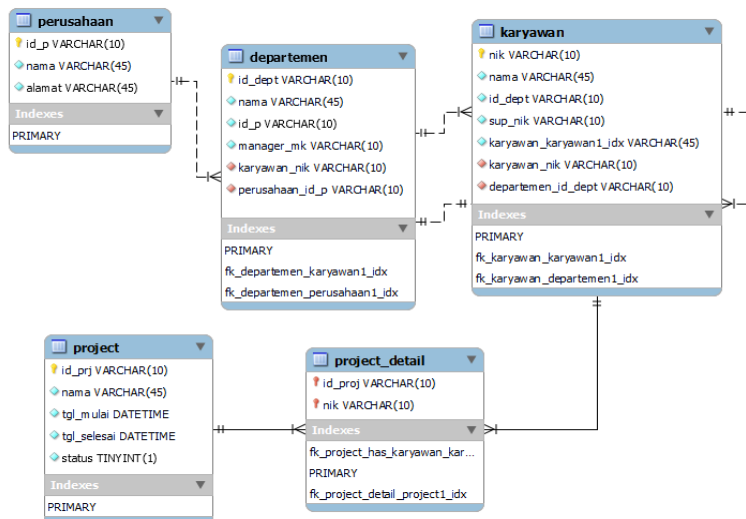 perusahaan
id_p VARCHAR(10)
nama VARCHAR(45)
alamat VARCHAR(45)
Indexes
PRIMARY
departemen
id_dept VARCHAR(10)
nama VARCHAR(45)
id_p VARCHAR(10)
manager_mk VARCHAR(10)
karyawan_nik VARCHAR(10)
perusahaan_id_p VARCHAR(10)
Indexes
PRIMARY
fk_departemen_karyawan1_idx
fk_departemen_perusahaan1_idx
karyawan
nik VARCHAR(10)
nama VARCHAR(45)
id_dept VARCHAR(10)
sup_nik VARCHAR(10)
karyawan_karyawan1_idx VARCHAR(45)
karyawan_nik VARCHAR(10)
departemen_id_dept VARCHAR(10)
Indexes
PRIMARY
fk_karyawan_karyawan1_idx
fk_karyawan_departemen1_idx
project
id_prj VARCHAR(10)
nama VARCHAR(45)
tgl_mulai DATETIME
tgl_selesai DATETIME
status TINYINT(1)
Indexes
PRIMARY
project_detail
id_proj VARCHAR(10)
nik VARCHAR(10)
Indexes
fk_project_has_karyawan_kar...
PRIMARY
fk_project_detail_project1_idx